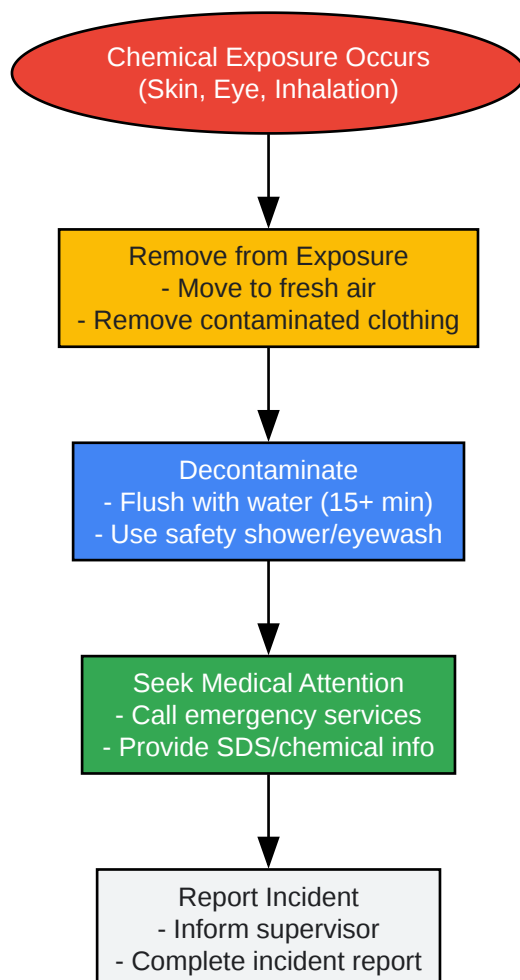 Chemical Exposure Occurs
(Skin, Eye, Inhalation)
Remove from Exposure
- Move to fresh air
- Remove contaminated clothing
Decontaminate
- Flush with water (15+ min)
- Use safety shower/eyewash
Seek Medical Attention
- Call emergency services
- Provide SDS/chemical info
Report Incident
- Inform supervisor
- Complete incident report